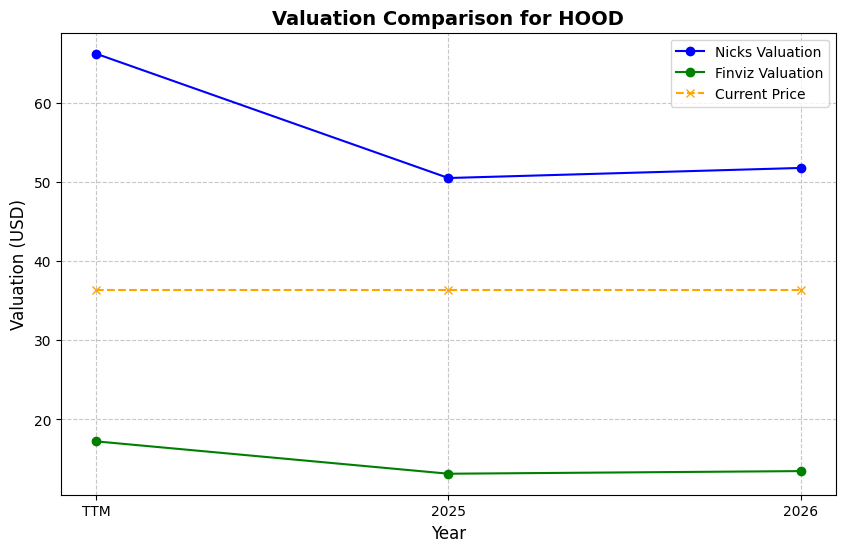 Valuation Comparison for HOOD
Nicks Valuation
Finviz Valuation
Current Price
Valuation (USD)
60
50
40
30
20
TTM
2025
2026
Year